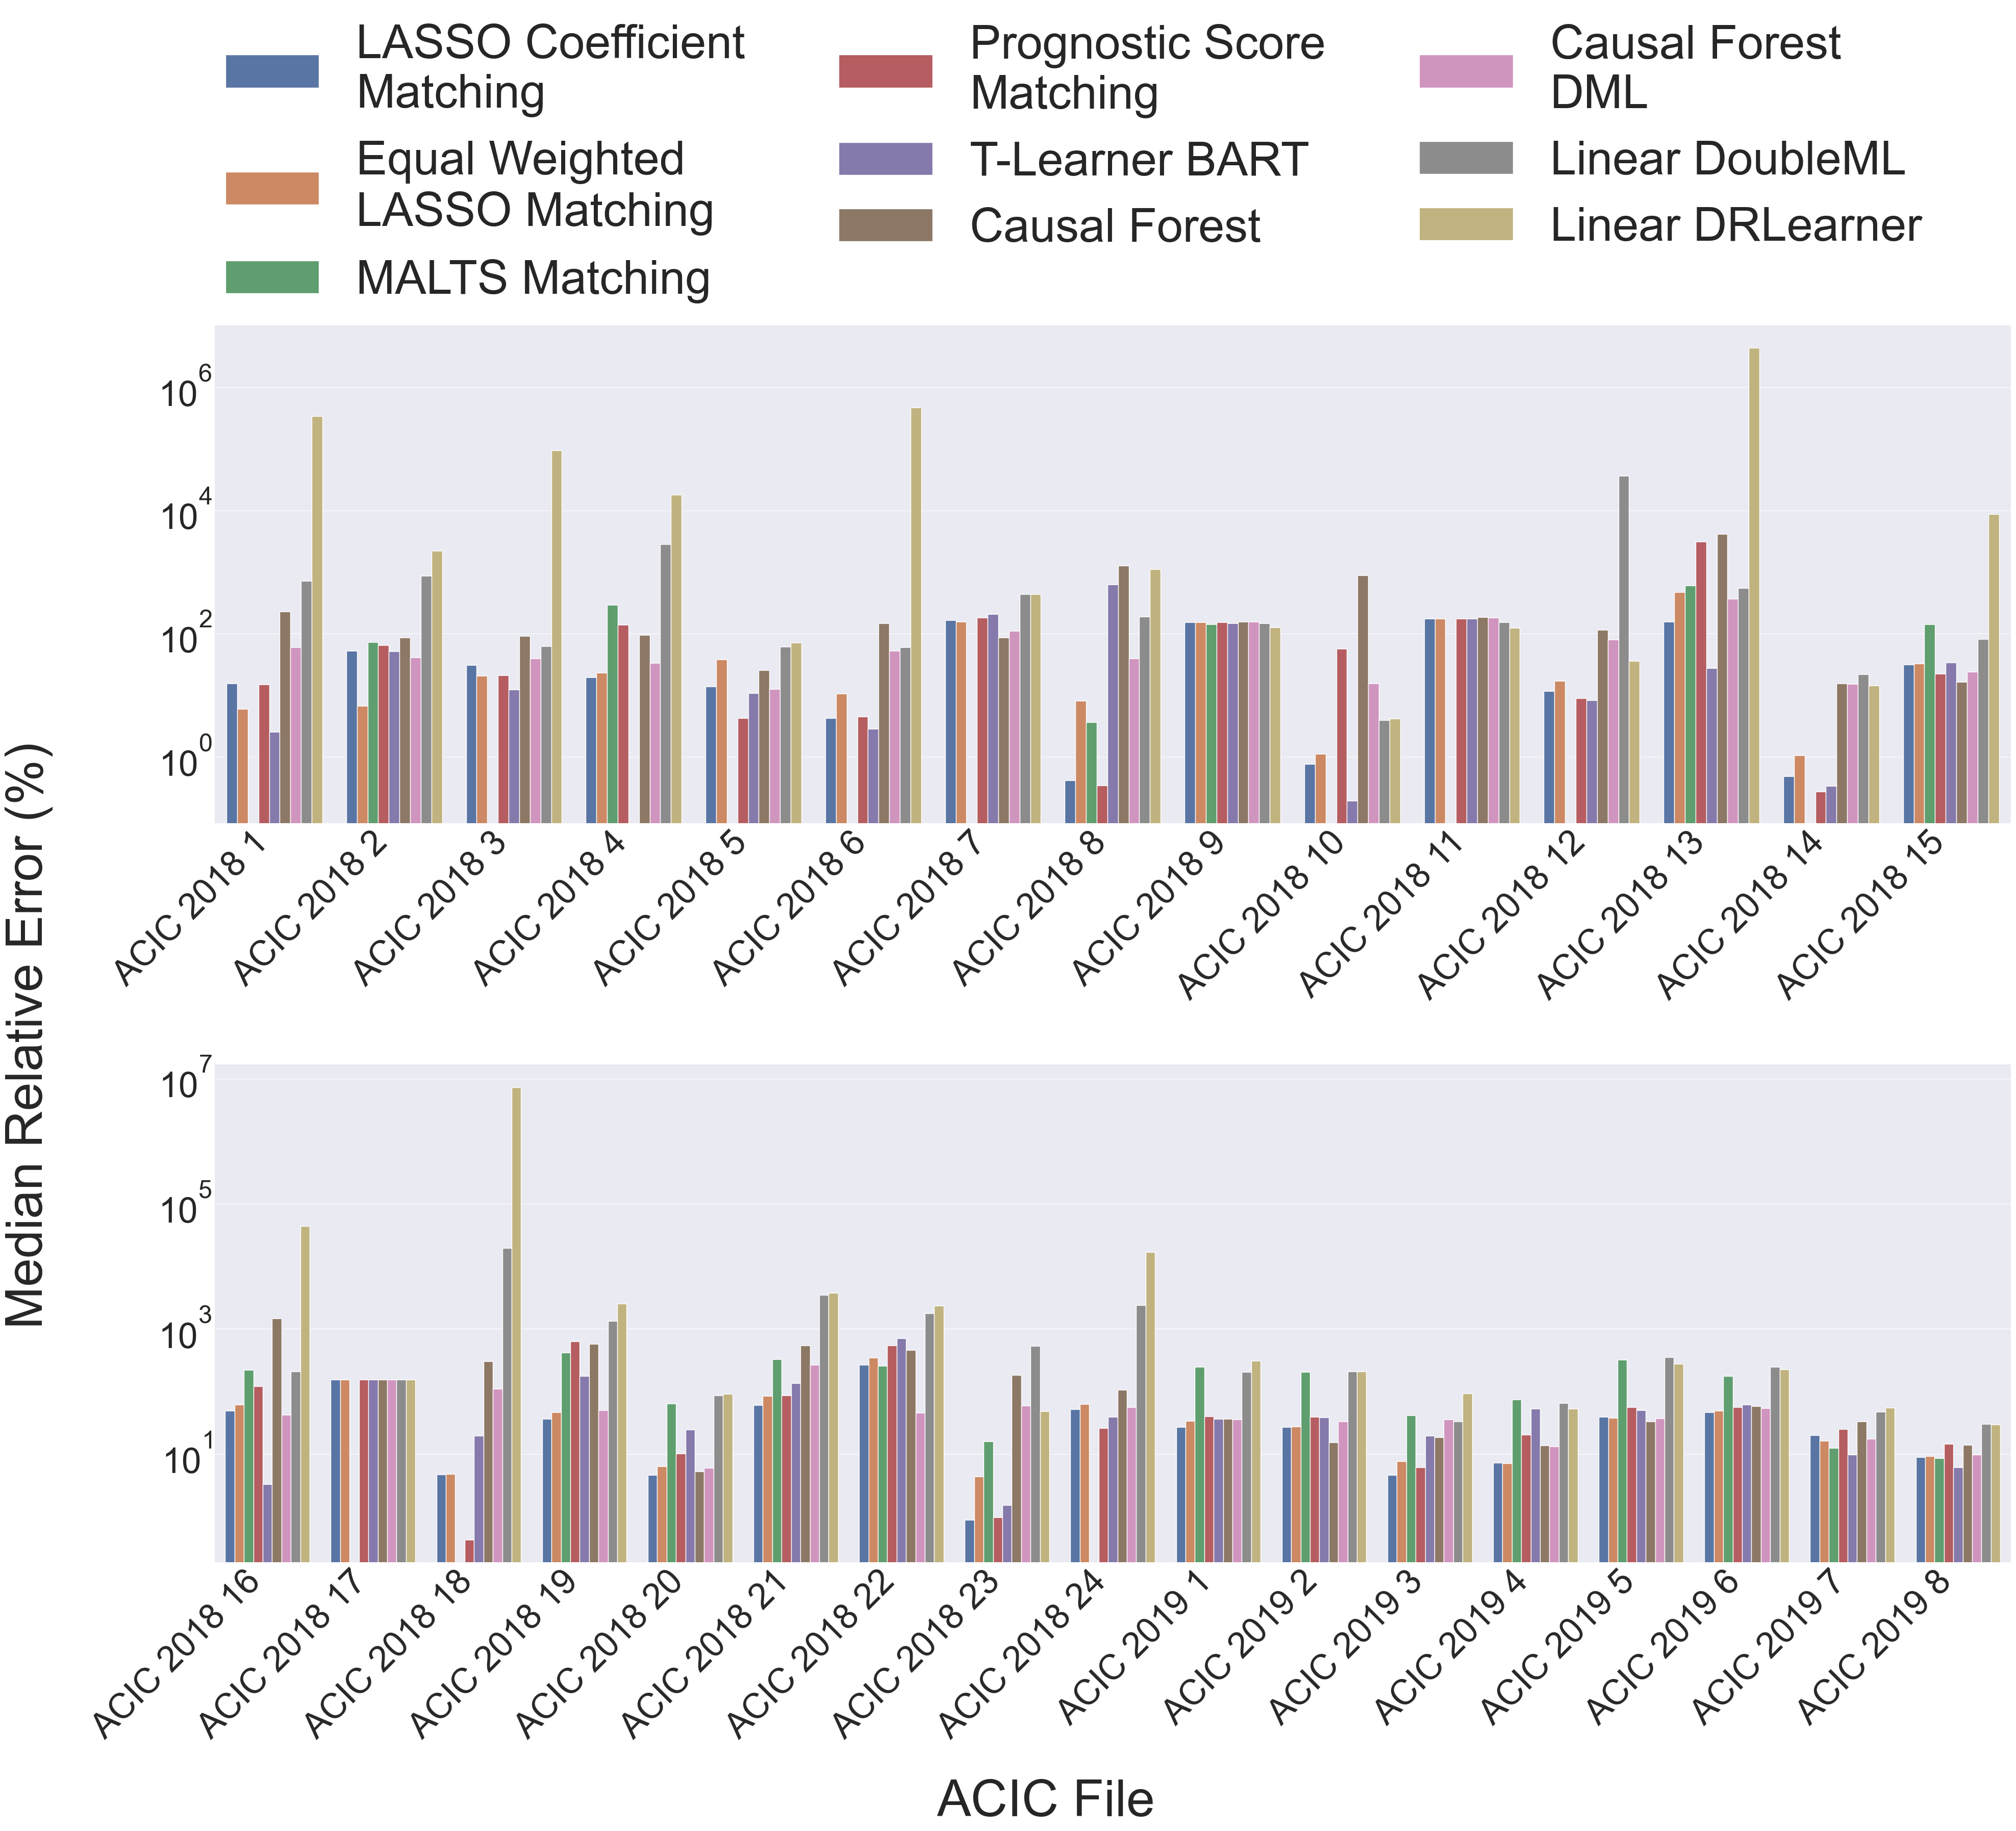 LASSO Coefficient
Matching
Equal Weighted
LASSO Matching
MALTS Matching
Prognostic Score
Matching
T-Learner BART
Causal Forest
Causal Forest
DML
Linear DoubleML
Linear DRLearner
Median Relative Error (%)
10^6
10^4
10^2
10^0
ACIC 2018 1
ACIC 2018 2
ACIC 2018 3
ACIC 2018 4
ACIC 2018 5
ACIC 2018 6
ACIC 2018 7
ACIC 2018 8
ACIC 2018 9
ACIC 2018 10
ACIC 2018 11
ACIC 2018 12
ACIC 2018 13
ACIC 2018 14
ACIC 2018 15
10^7
10^5
10^3
10^1
ACIC 2018 16
ACIC 2018 17
ACIC 2018 18
ACIC 2018 19
ACIC 2018 20
ACIC 2018 21
ACIC 2018 22
ACIC 2018 23
ACIC 2018 24
ACIC 2019 1
ACIC 2019 2
ACIC 2019 3
ACIC 2019 4
ACIC 2019 5
ACIC 2019 6
ACIC 2019 7
ACIC 2019 8
ACIC File